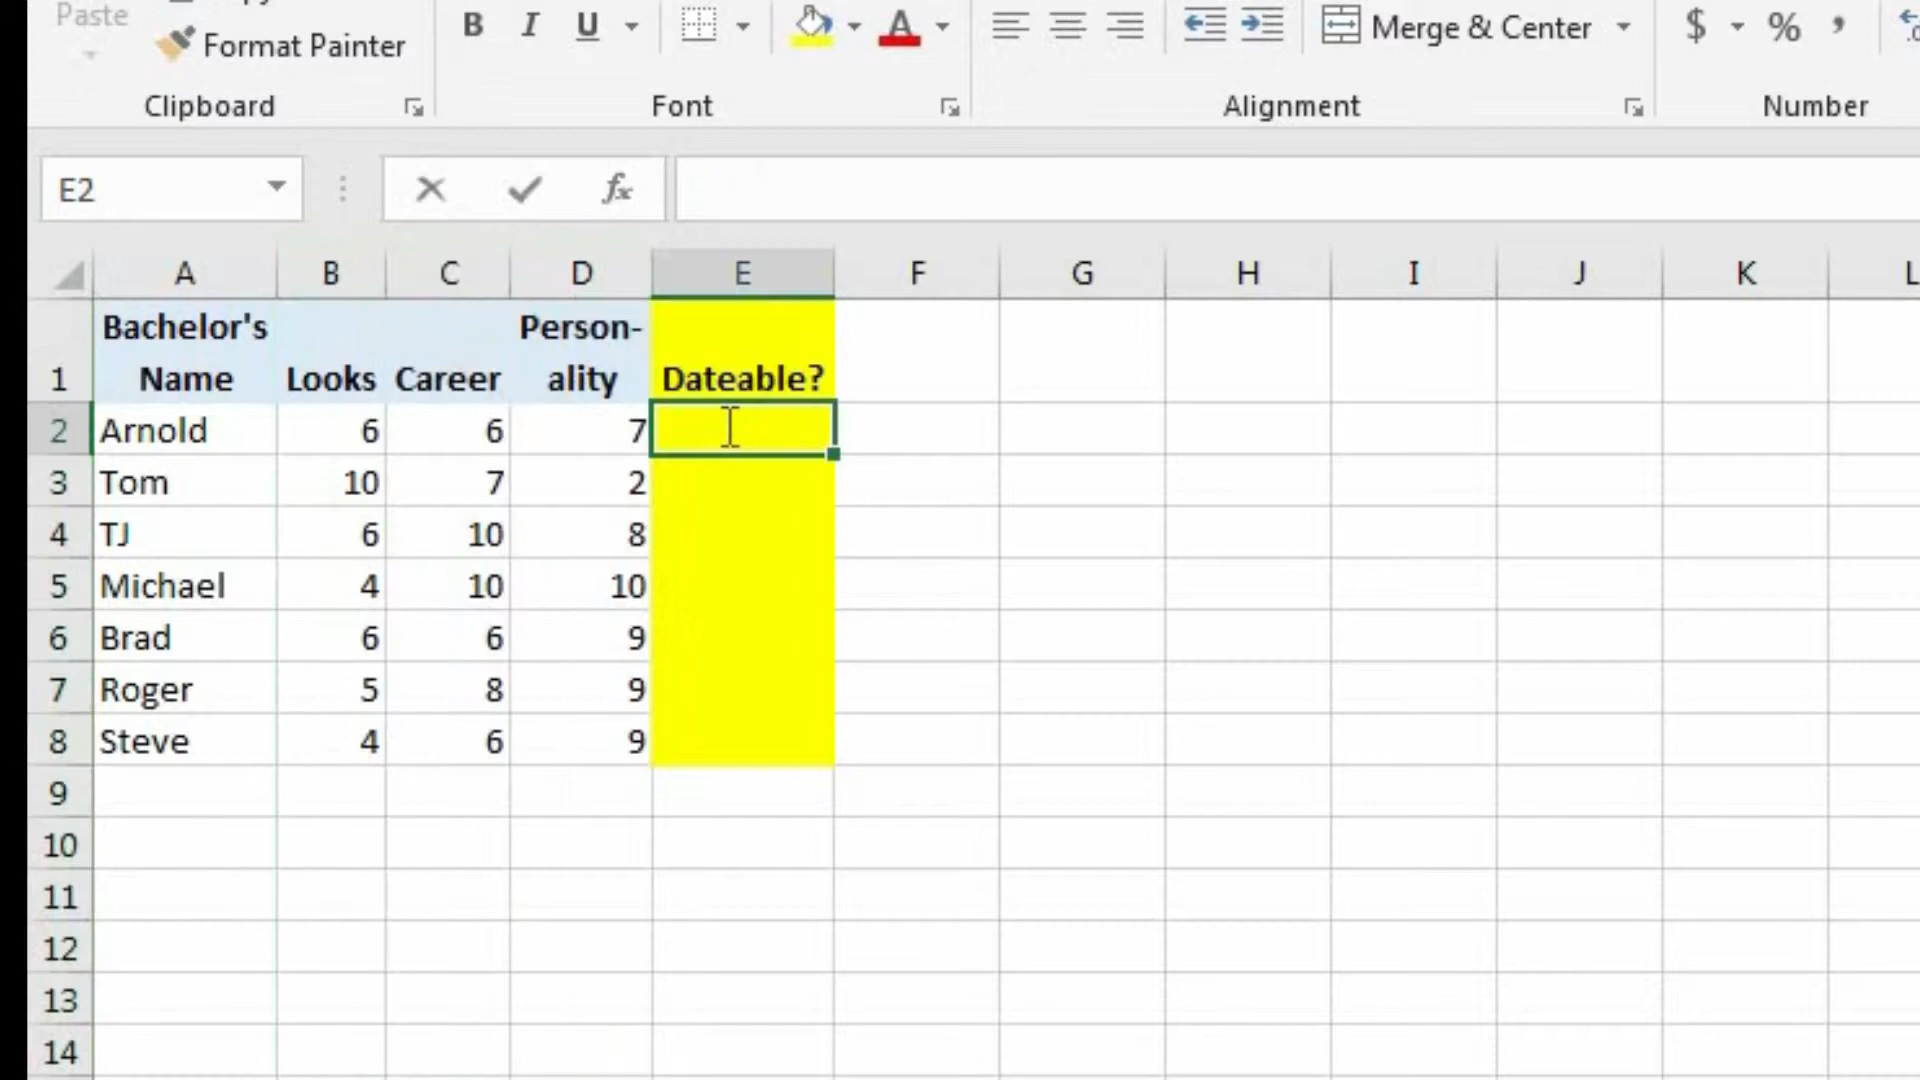 Paste
Format Painter
B I U
A
Merge & Center
$ % ,
Clipboard
Font
Alignment
Number
E2
fx
A B C D E F G H I J K L
Bachelor's Person-
1 Name Looks Career ality Dateable?
2 Arnold 6 6 7
3 Tom 10 7 2
4 TJ 6 10 8
5 Michael 4 10 10
6 Brad 6 6 9
7 Roger 5 8 9
8 Steve 4 6 9
9
10
11
12
13
14